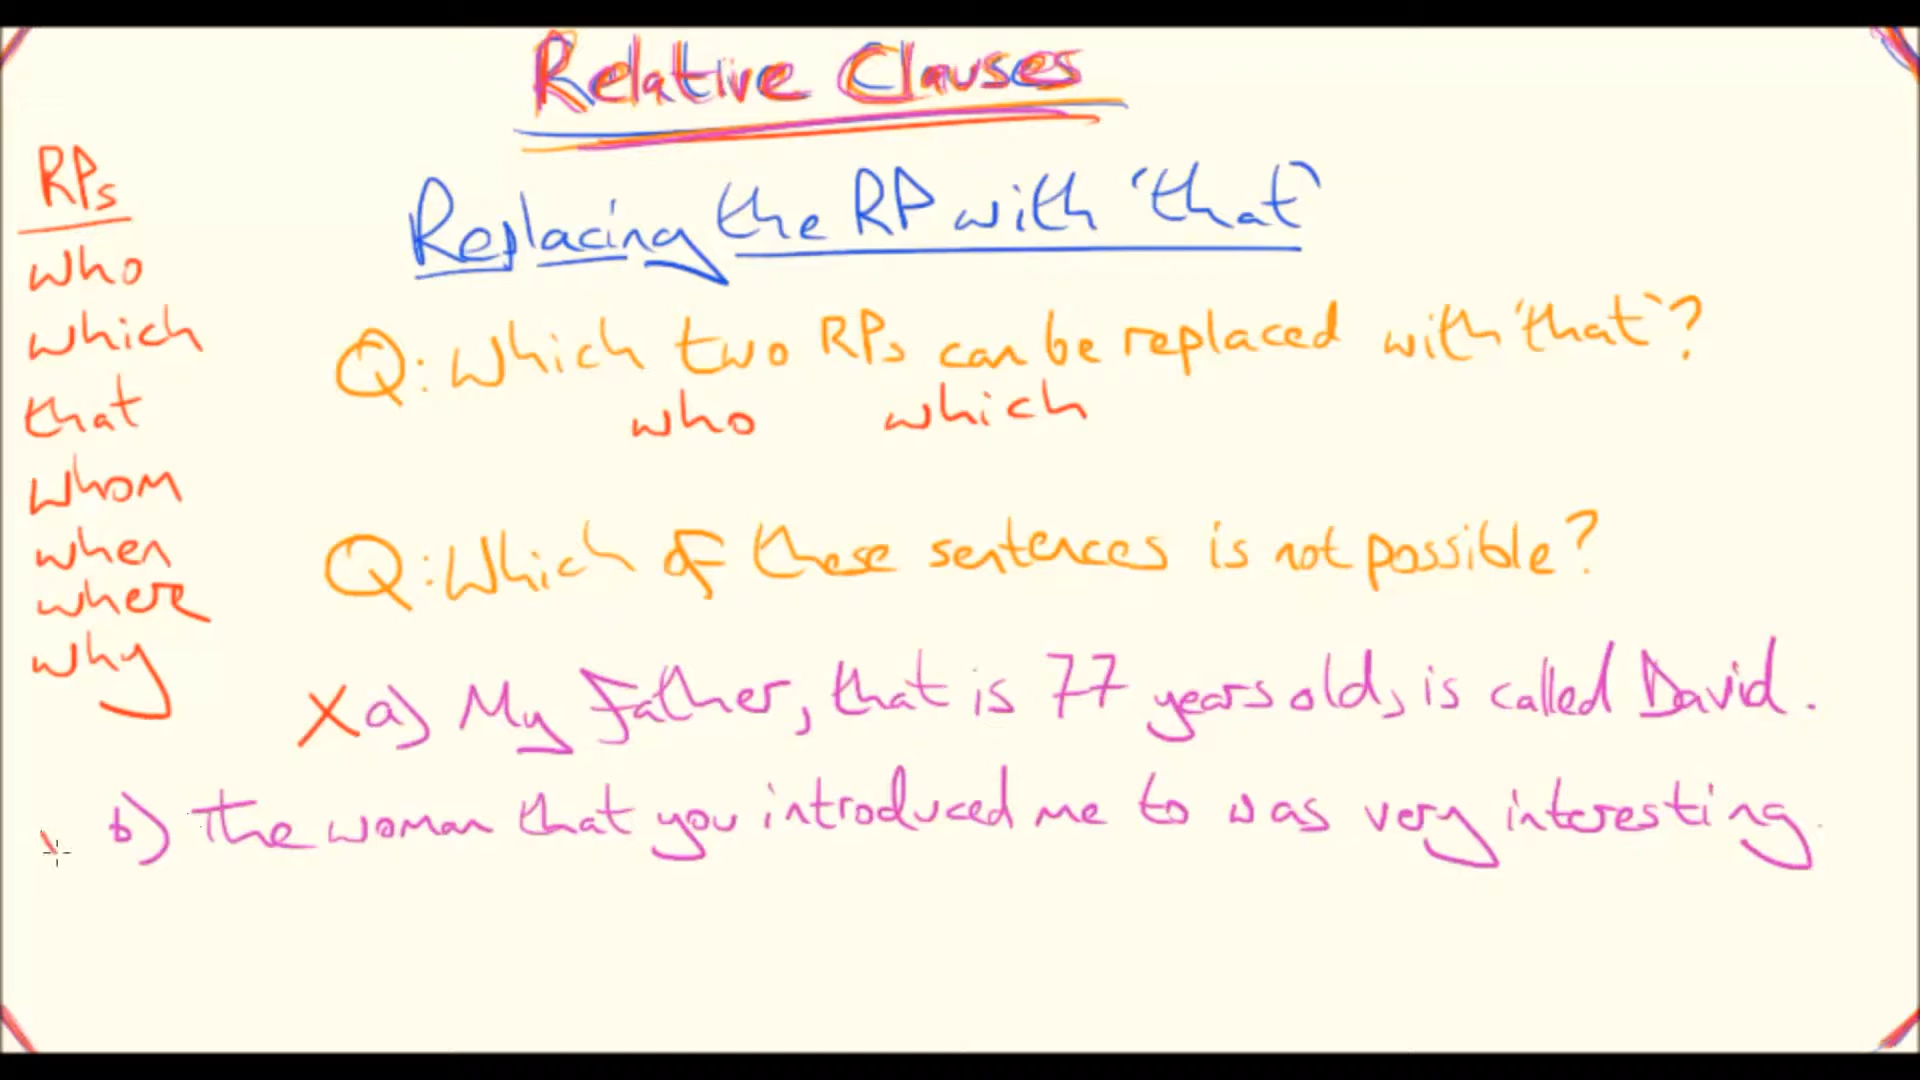 Relative Clauses
Replacing the RP with 'that'
RPs
who
which
that
whom
when
where
why
Q: Which two RPs can be replaced with 'that'?
who which
Q: Which of these sentences is not possible?
X a) My Father, that is 77 years old, is called David.
b) The woman that you introduced me to was very interesting.